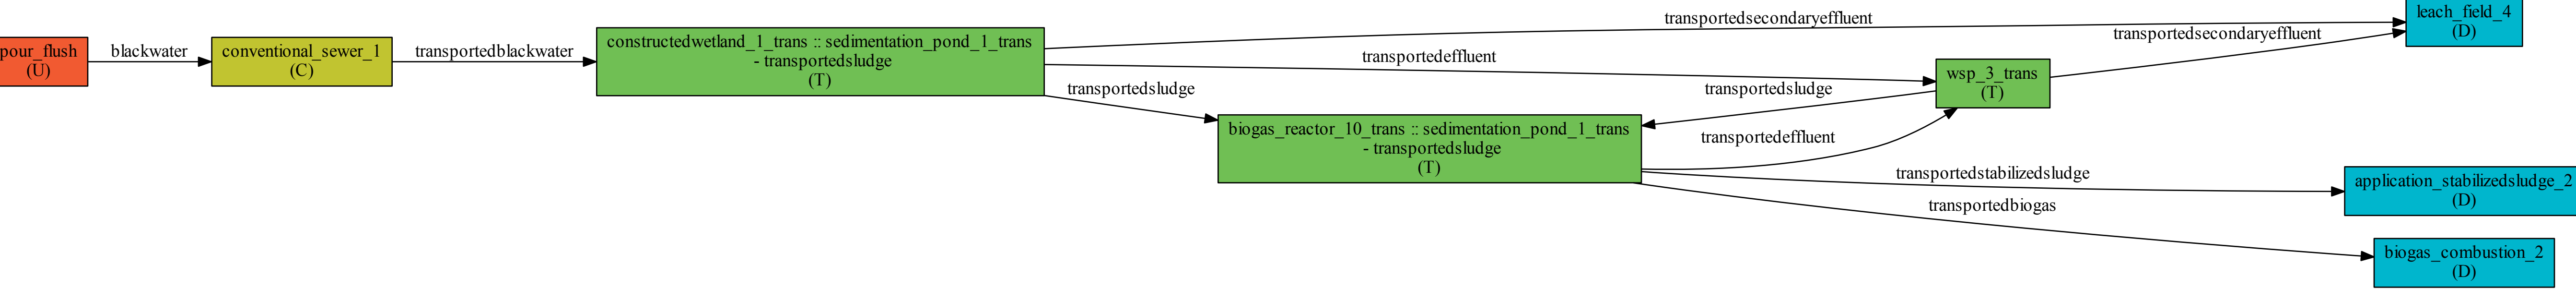 pour_flush
(U)
blackwater
conventional_sewer_1
(C)
transportedblackwater
constructedwetland_1_trans :: sedimentation_pond_1_trans
- transportedsludge
(T)
transportedsecondaryeffluent
transportedeffluent
transportedsludge
biogas_reactor_10_trans :: sedimentation_pond_1_trans
- transportedsludge
(T)
transportedsludge
transportedeffluent
wsp_3_trans
(T)
transportedsecondaryeffluent
leach_field_4
(D)
transportedstabilizedsludge
application_stabilizedsludge_2
(D)
transportedbiogas
biogas_combustion_2
(D)